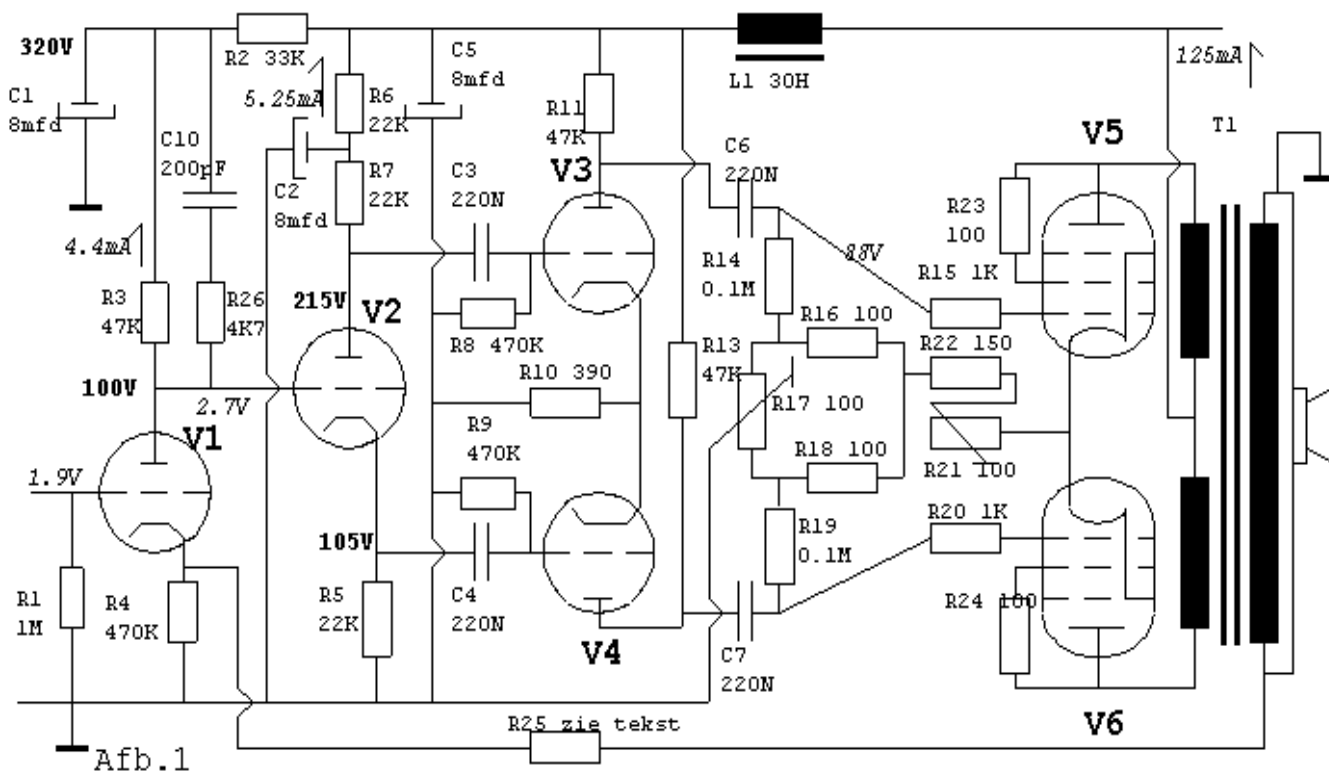 320V
R2 33K
C5
8mfd
L1 30H
125mA
C1
8mfd
5.25mA
R6
22K
R11
47K
V5
T1
C10
200pF
C2
8mfd
R7
22K
C3
220N
V3
C6
220N
R23
100
4.4mA
R14
0.1M
88V
R15 1K
R3
47K
R26
4K7
215V
V2
R8 470K
R16 100
R13
47K
R22 150
100V
2.7V
R10 390
R17 100
V1
R9
470K
R18 100
R21 100
1.9V
R20 1K
105V
R19
0.1M
R1
1M
R4
470K
R5
22K
C4
220N
R24 100
V4
C7
220N
V6
R25 zie tekst
Afb.1